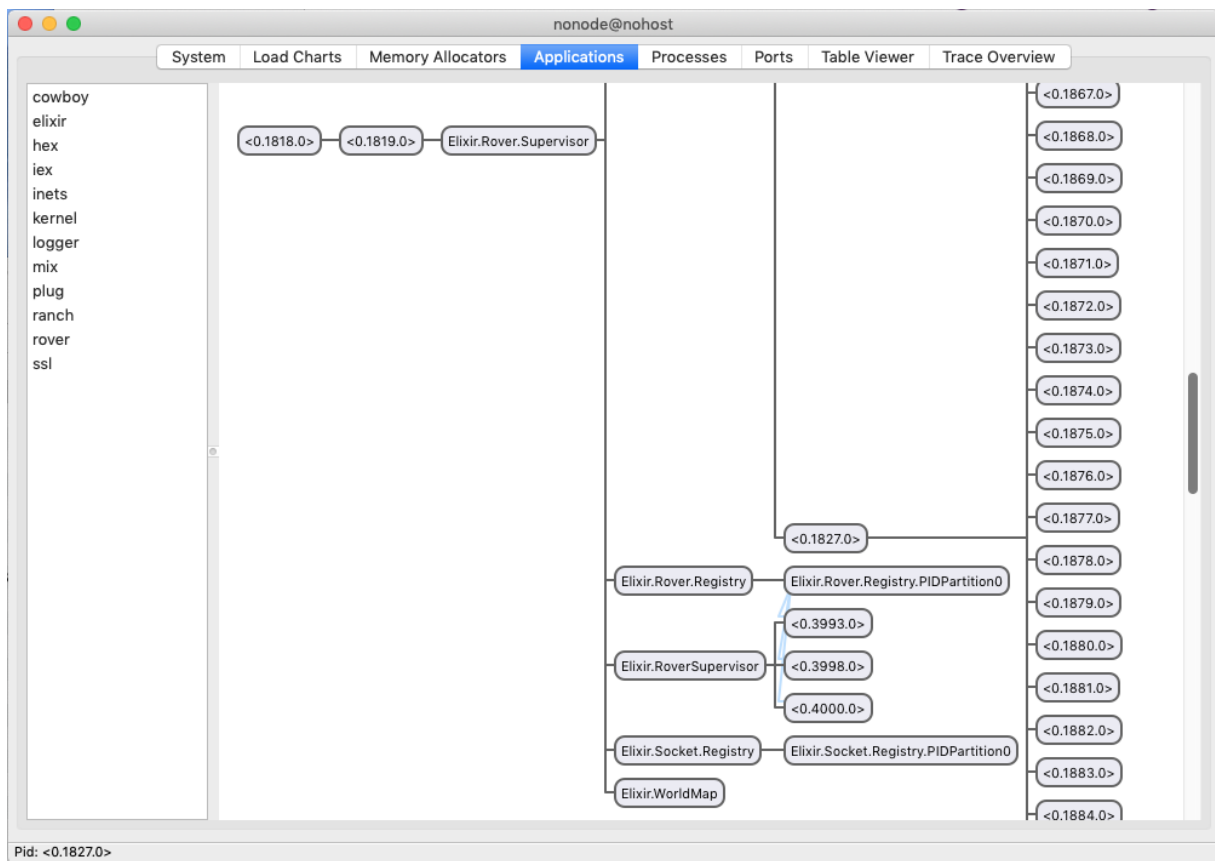 nonode@nohost
System Load Charts Memory Allocators Applications Processes Ports Table Viewer Trace Overview
cowboy
elixir
hex
iex
inets
kernel
logger
mix
plug
ranch
rover
ssl
<0.1818.0> <0.1819.0> Elixir.Rover.Supervisor
<0.1827.0>
Elixir.Rover.Registry Elixir.Rover.Registry.PIDPartition0
<0.3993.0>
Elixir.RoverSupervisor <0.3998.0>
<0.4000.0>
Elixir.Socket.Registry Elixir.Socket.Registry.PIDPartition0
Elixir.WorldMap
<0.1867.0>
<0.1868.0>
<0.1869.0>
<0.1870.0>
<0.1871.0>
<0.1872.0>
<0.1873.0>
<0.1874.0>
<0.1875.0>
<0.1876.0>
<0.1877.0>
<0.1878.0>
<0.1879.0>
<0.1880.0>
<0.1881.0>
<0.1882.0>
<0.1883.0>
<0.1884.0>
Pid: <0.1827.0>